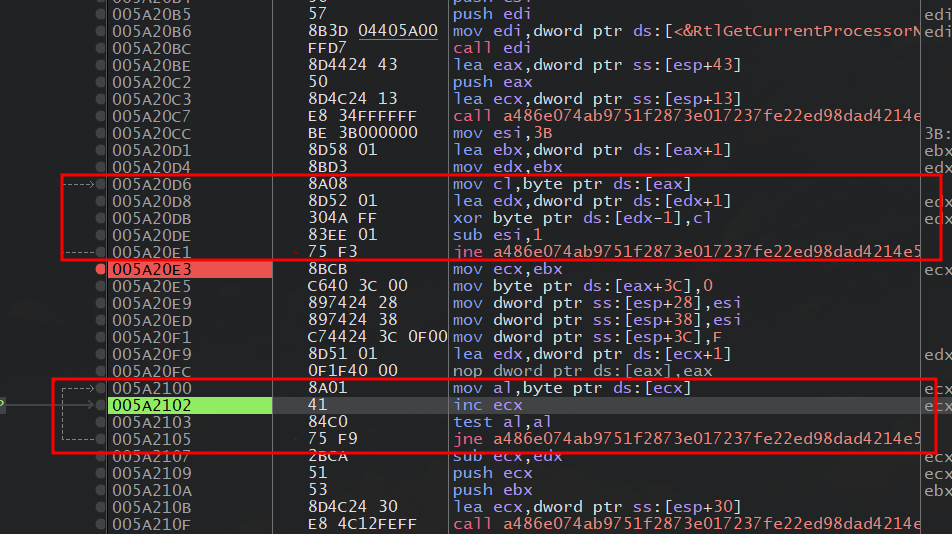 005A20B5 57 push edi
005A20B6 8B3D 04405A00 mov edi,dword ptr ds:[<&RtlGetCurrentProcessorN edi
005A20BC FFD7 call edi
005A20BE 8D4424 43 lea eax,dword ptr ss:[esp+43]
005A20C2 50 push eax
005A20C3 8D4C24 13 lea ecx,dword ptr ss:[esp+13]
005A20C7 E8 34FFFFFF call a486e074ab9751f2873e017237fe22ed98dad4214e
005A20CC BE 3B000000 mov esi,3B 3B:
005A20D1 8D58 01 lea ebx,dword ptr ds:[eax+1] ebx
005A20D4 8BD3 mov edx,ebx edx
005A20D6 8A08 mov cl,byte ptr ds:[eax]
005A20D8 8D52 01 lea edx,dword ptr ds:[edx+1] edx
005A20DB 304A FF xor byte ptr ds:[edx-1],cl edx
005A20DE 83EE 01 sub esi,1
005A20E1 75 F3 jne a486e074ab9751f2873e017237fe22ed98dad4214e5
005A20E3 8BCB mov ecx,ebx ecx
005A20E5 C640 3C 00 mov byte ptr ds:[eax+3C],0
005A20E9 897424 28 mov dword ptr ss:[esp+28],esi
005A20ED 897424 38 mov dword ptr ss:[esp+38],esi
005A20F1 C74424 3C 0F00 mov dword ptr ss:[esp+3C],F
005A20F9 8D51 01 lea edx,dword ptr ds:[ecx+1] edx
005A20FC 0F1F40 00 nop dword ptr ds:[eax],eax
005A2100 8A01 mov al,byte ptr ds:[ecx] ecx
005A2102 41 inc ecx ecx
005A2103 84C0 test al,al
005A2105 75 F9 jne a486e074ab9751f2873e017237fe22ed98dad4214e5
005A2107 2BCA sub ecx,edx ecx
005A2109 51 push ecx ecx
005A210A 53 push ebx ebx
005A210B 8D4C24 30 lea ecx,dword ptr ss:[esp+30]
005A210F E8 4C12FEFF call a486e074ab9751f2873e017237fe22ed98dad4214e